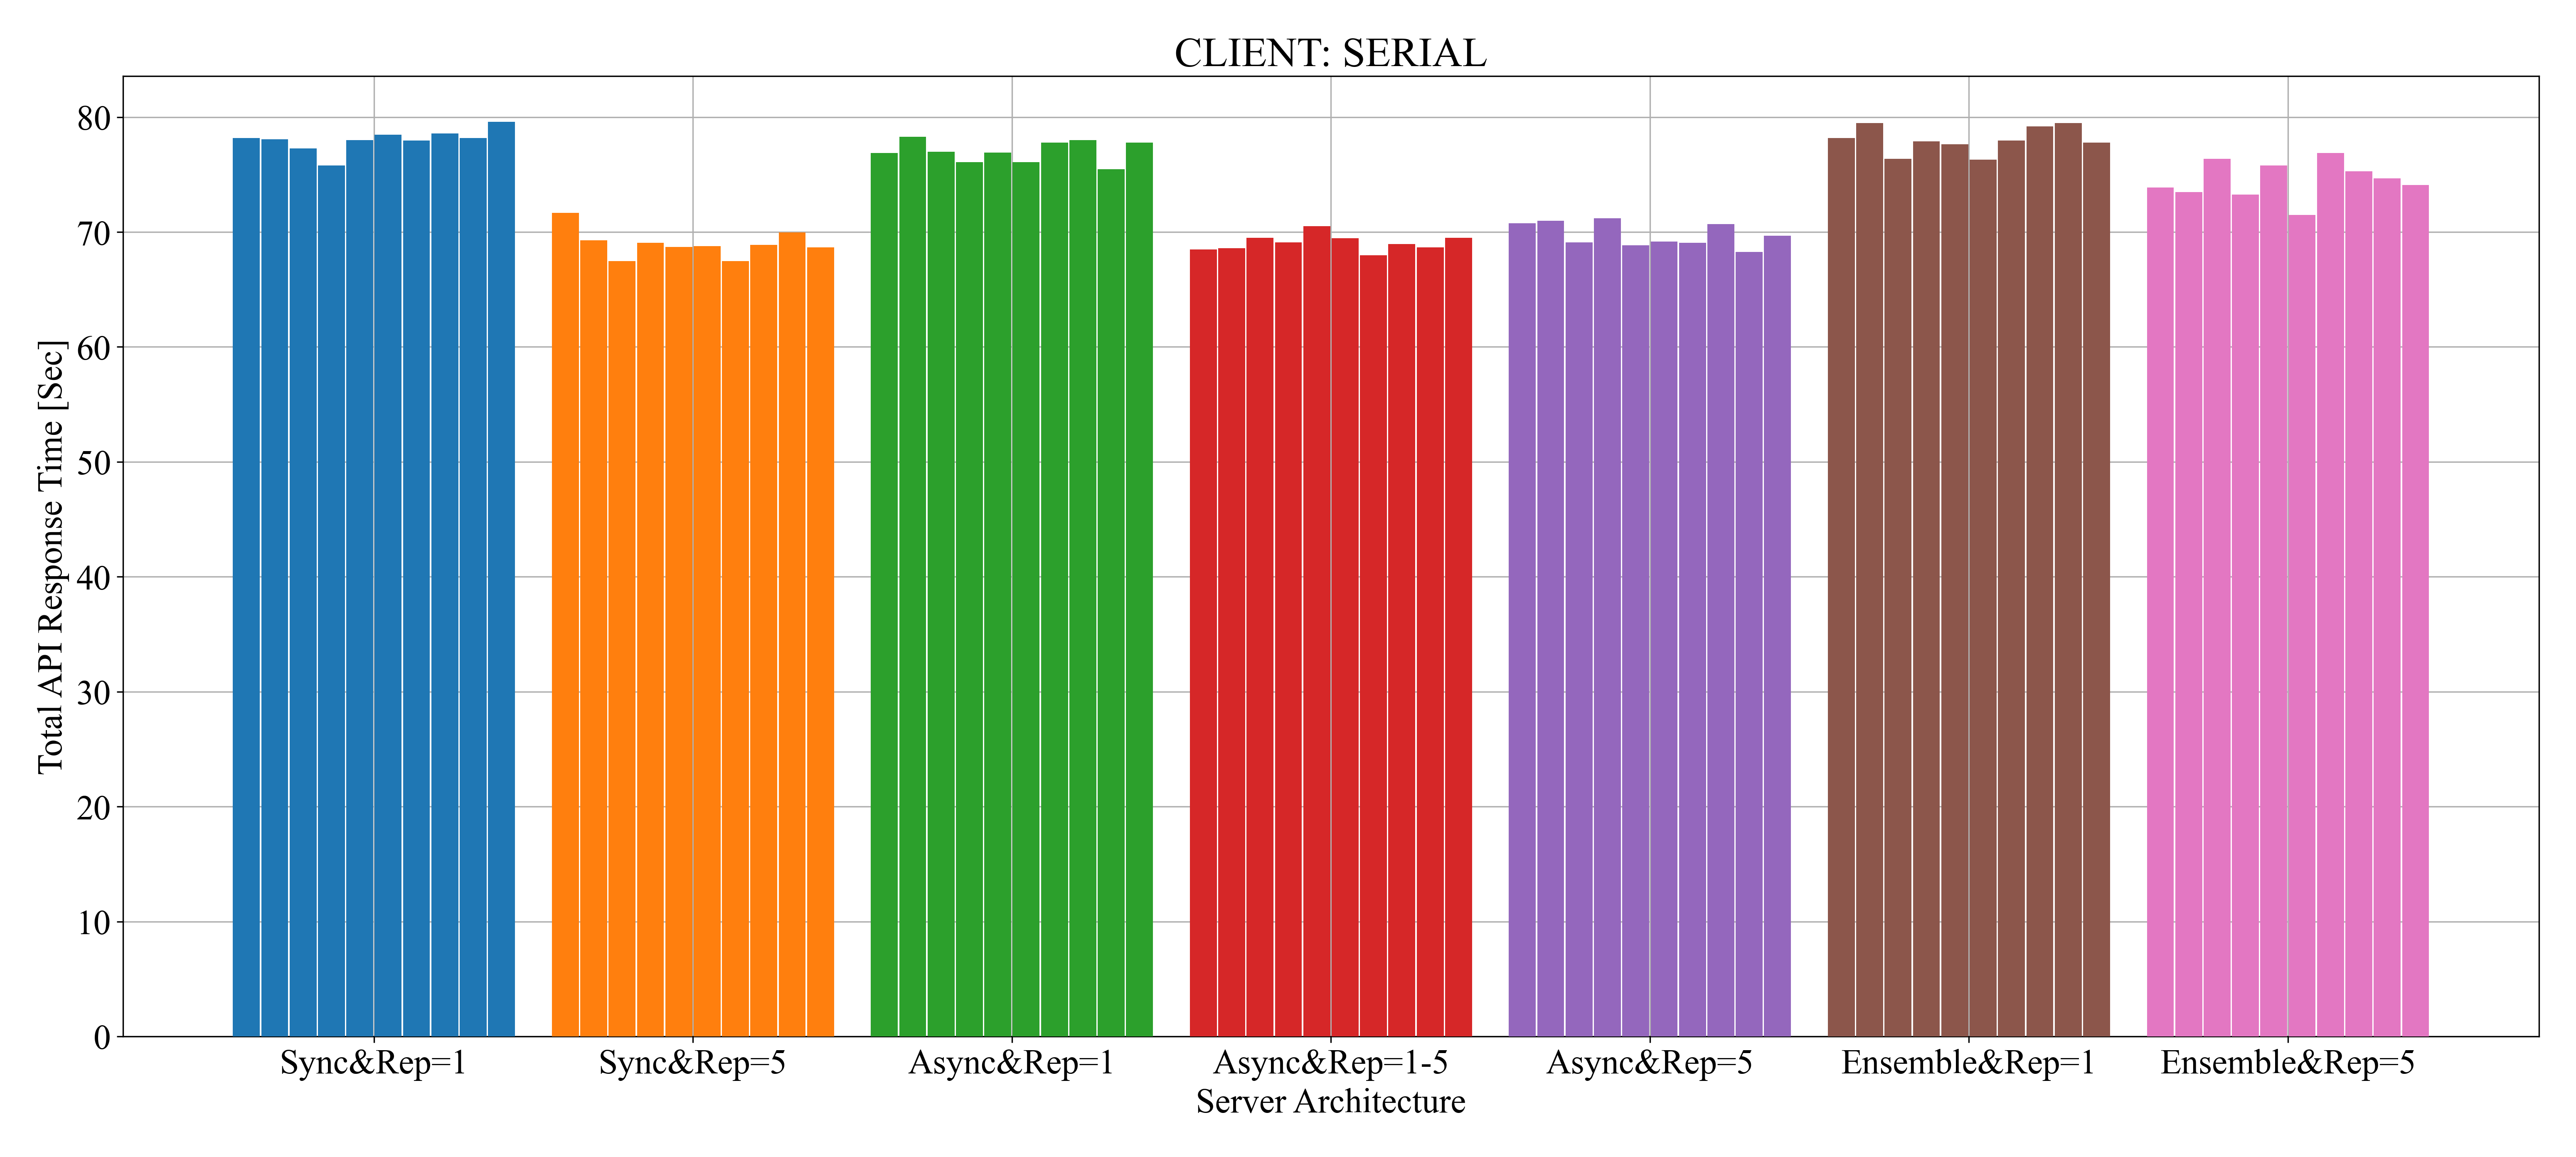 CLIENT: SERIAL
Total API Response Time [Sec]
80
70
60
50
40
30
20
10
0
Sync&Rep=1 Sync&Rep=5 Async&Rep=1 Async&Rep=1-5 Async&Rep=5 Ensemble&Rep=1 Ensemble&Rep=5
Server Architecture